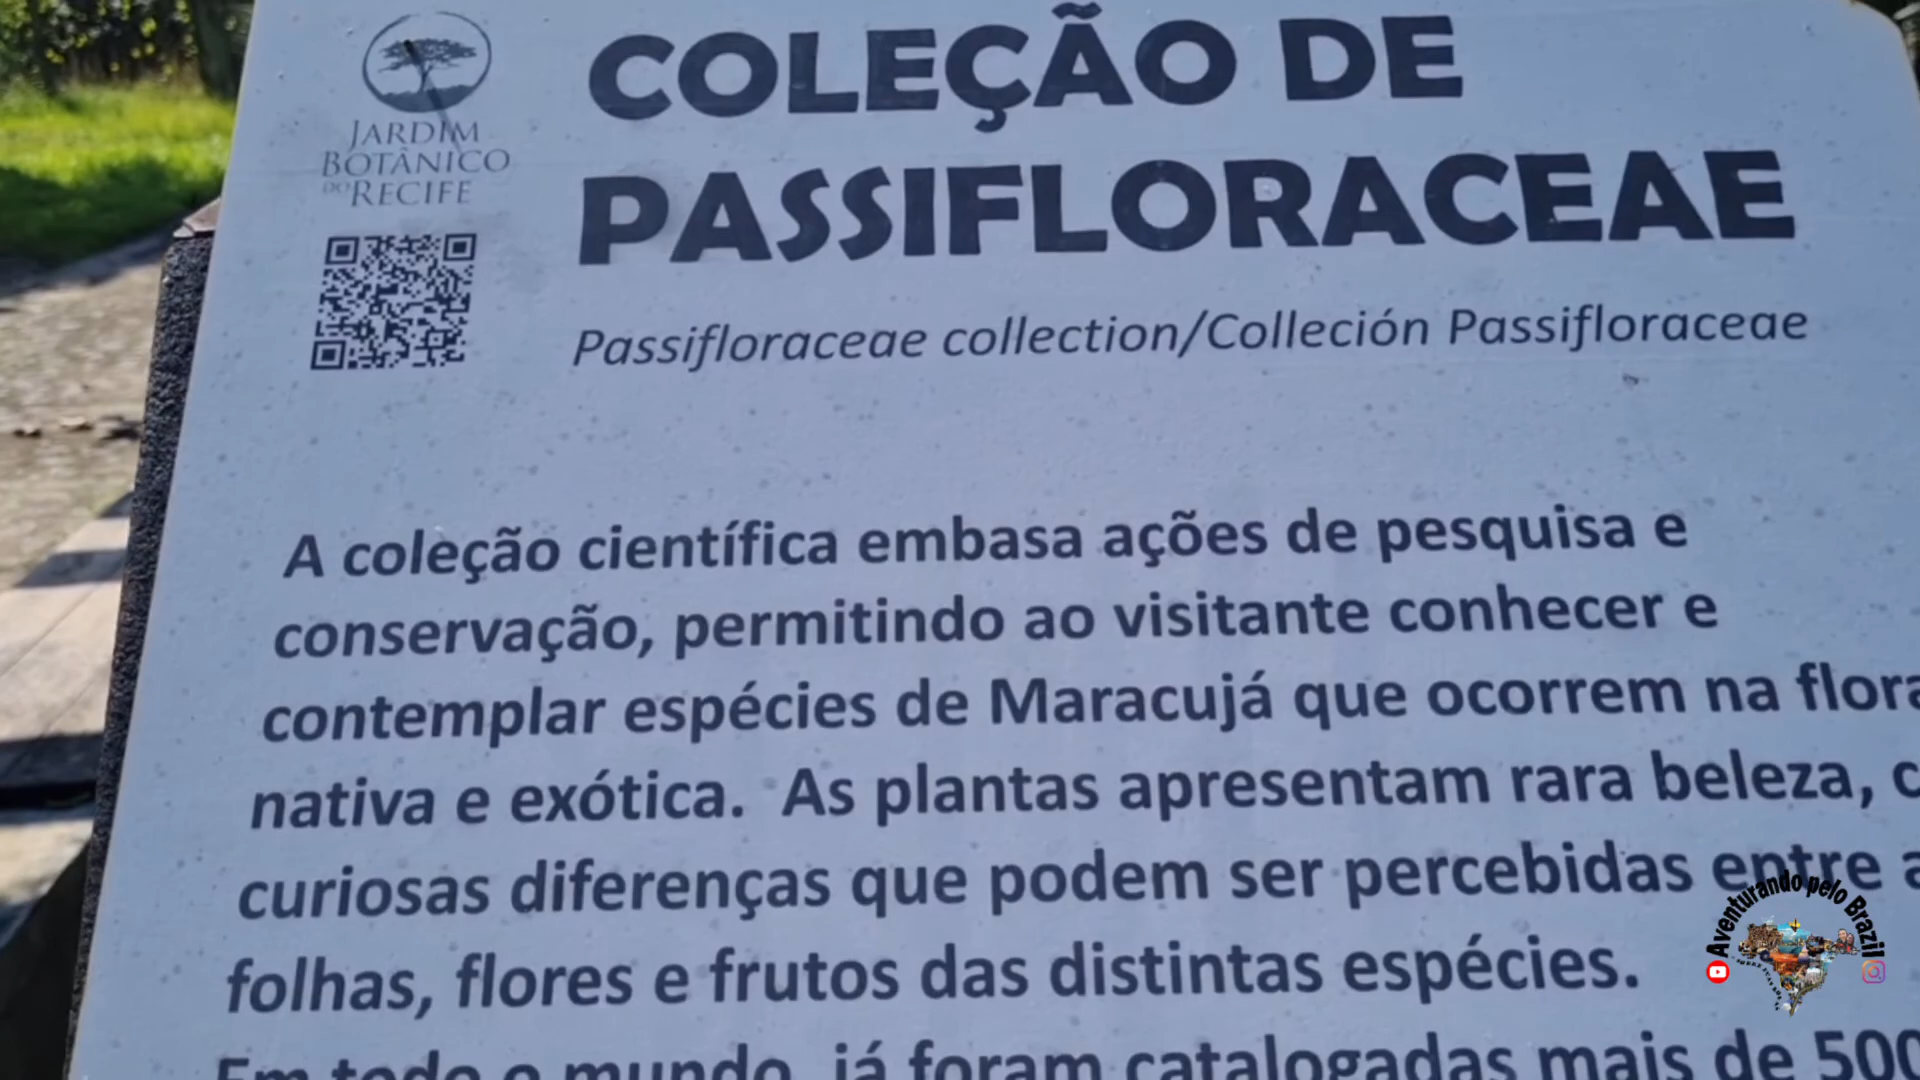 COLEÇÃO DE
PASSIFLORACEAE
JARDIM
BOTÂNICO
DO RECIFE
Passifloraceae collection/Colleción Passifloraceae
A coleção científica embasa ações de pesquisa e
conservação, permitindo ao visitante conhecer e
contemplar espécies de Maracujá que ocorrem na flora
nativa e exótica. As plantas apresentam rara beleza,
curiosas diferenças que podem ser percebidas entre
folhas, flores e frutos das distintas espécies.
Em todo o mundo, já foram catalogadas mais de 500
Aventurando pelo Brazil